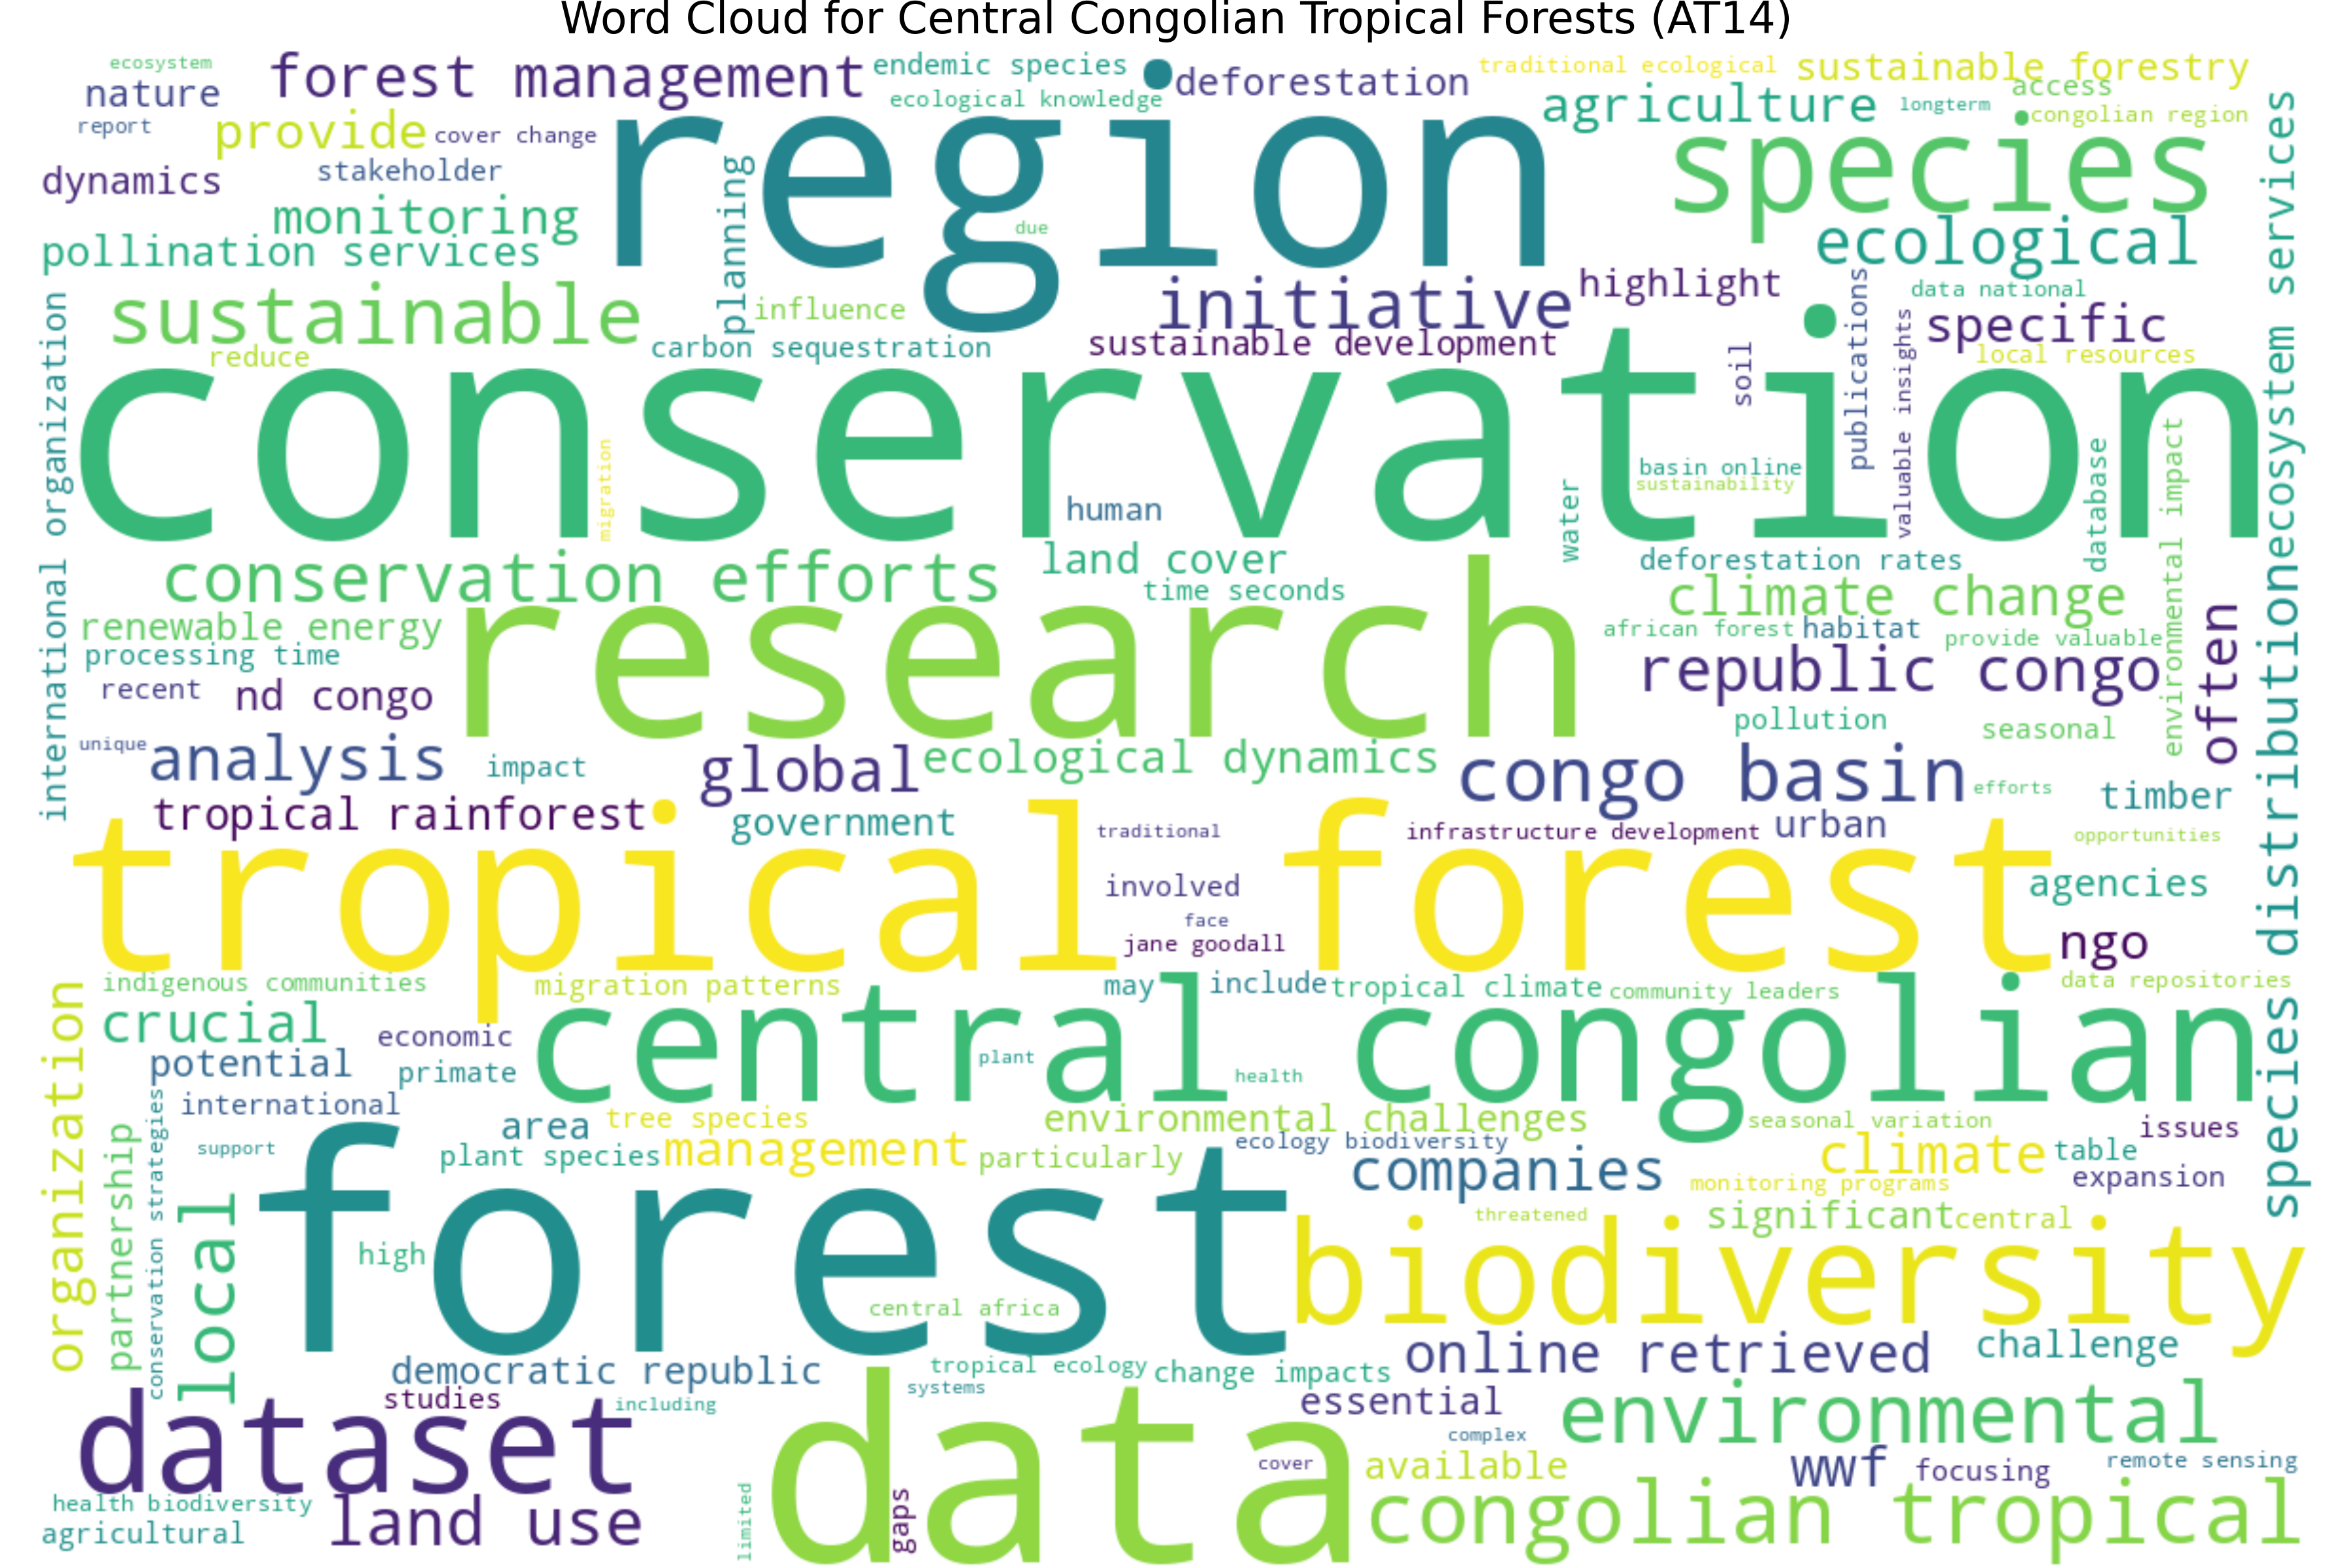 Word Cloud for Central Congolian Tropical Forests (AT14)
ecosystem
nature
report
forest management
provide
cover change
dynamics
stakeholder
monitoring
pollination services
endemic species
ecological knowledge
deforestation
traditional ecological
sustainable forestry
access
agriculture
longterm
congolian region
region
planning
due
species
ecological
ecosystem services
sustainable
influence
initiative
highlight
data national
specific
reduce
carbon sequestration
sustainable development
soil
publications
valuable insights
local resources
international organization
conservation
migration
human
water
basin online
sustainability
database
environmental impact
conservation efforts
land cover
time seconds
deforestation rates
climate change
renewable energy
processing time
recent
nd congo
research
african forest
habitat
provide valuable
republic congo
often
pollution
seasonal
unique
analysis
impact
global
ecological dynamics
congo basin
efforts
timber
tropical rainforest
government
traditional
infrastructure development
urban
opportunities
tropical forest
involved
face
jane goodall
agencies
ngo
species distribution
indigenous communities
migration patterns
may
include
tropical climate
community leaders
data repositories
organization
crucial
economic
potential
primate
central congolian
plant
health
international
area
tree species
environmental challenges
seasonal variation
issues
partnership
conservation strategies
support
plant species
management
particularly
ecology biodiversity
companies
climate
table
monitoring programs
expansion
local
forest
high
central africa
threatened
significant
central
biodiversity
democratic republic
tropical ecology
change impacts
online retrieved
challenge
studies
including
systems
essential
environmental
dataset
data
complex
cover
available
wwf
focusing
remote sensing
health biodiversity
agricultural
land use
limited
gaps
congolian tropical